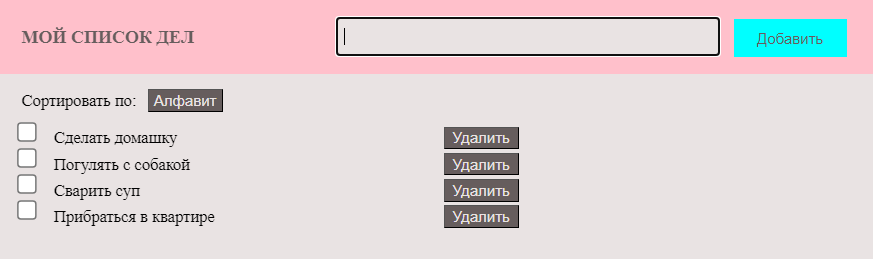 МОЙ СПИСОК ДЕЛ Добавить
Сортировать по: Алфавит
Сделать домашку Удалить
Погулять с собакой Удалить
Сварить суп Удалить
Прибраться в квартире Удалить